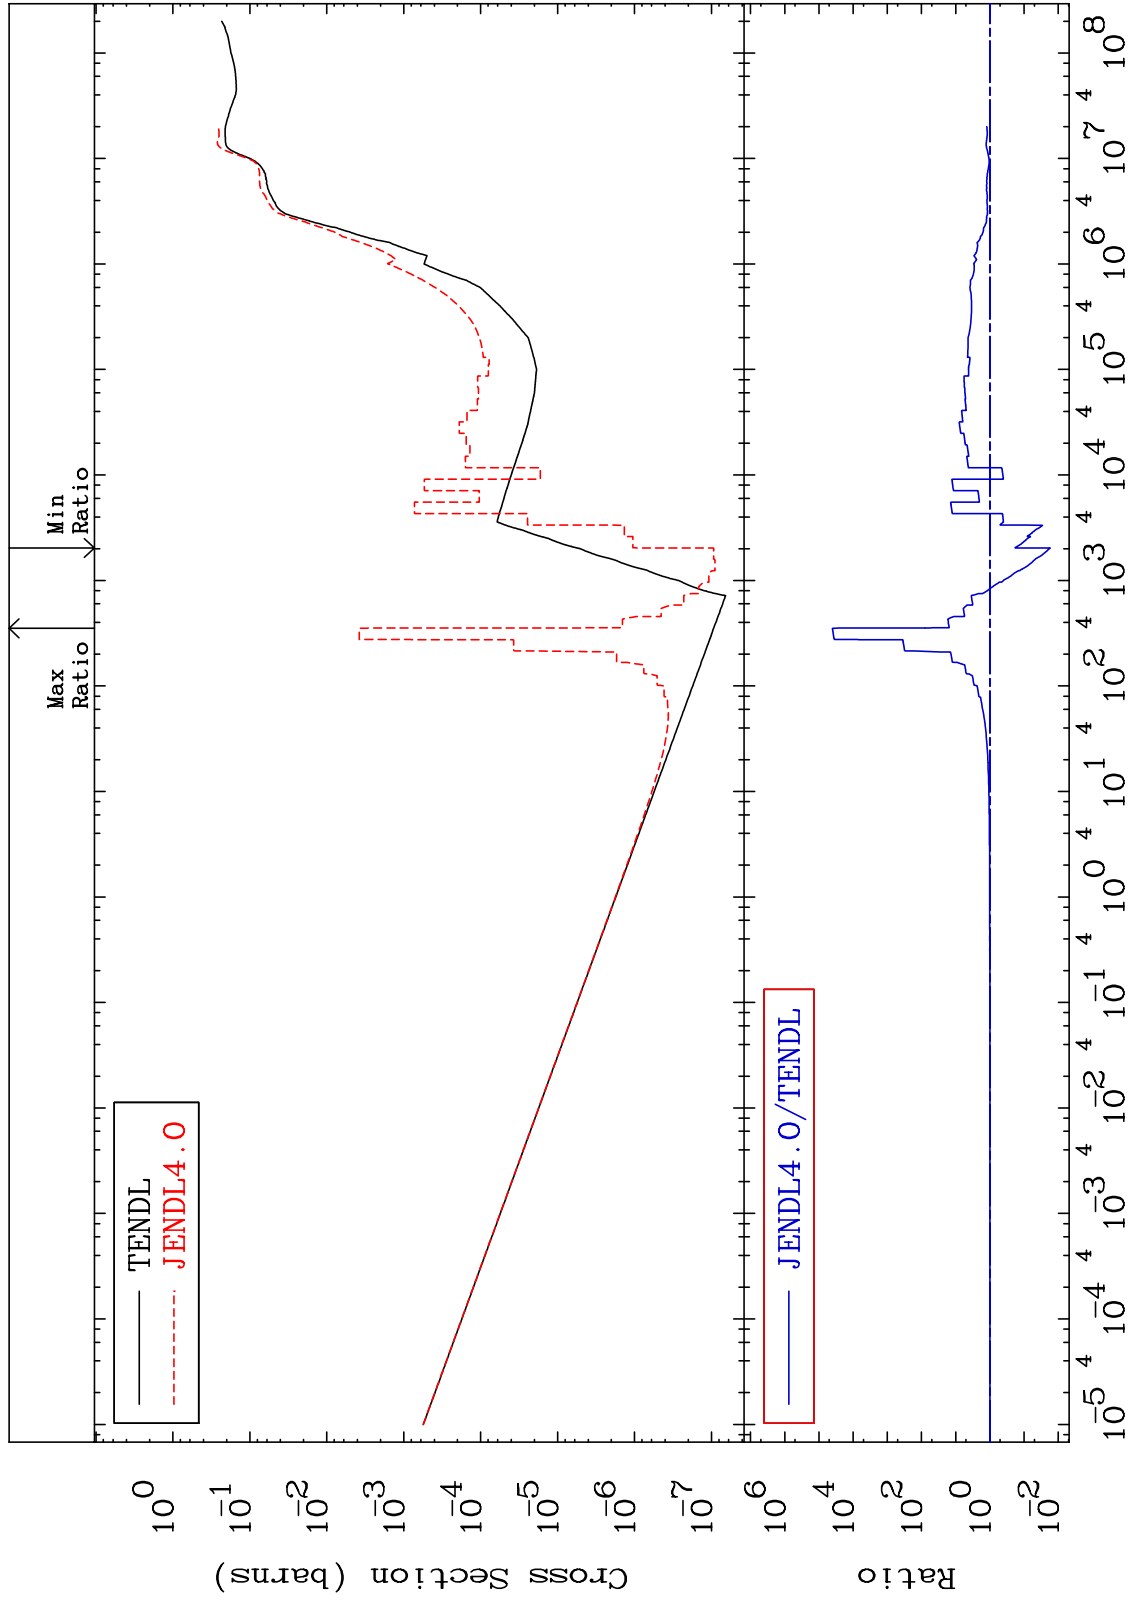 Max
Ratio
Min
Ratio
Cross Section (barns)
10^0
10^-1
10^-2
10^-3
10^-4
10^-5
10^-6
10^-7
TENDL
JENDL4.0
Ratio
10^6
10^4
10^2
10^0
10^-2
JENDL4.0/TENDL
10^-5 4 10^-4 4 10^-3 4 10^-2 4 10^-1 4 10^0 4 10^1 4 10^2 4 10^3 4 10^4 4 10^5 4 10^6 4 10^7 4 10^8